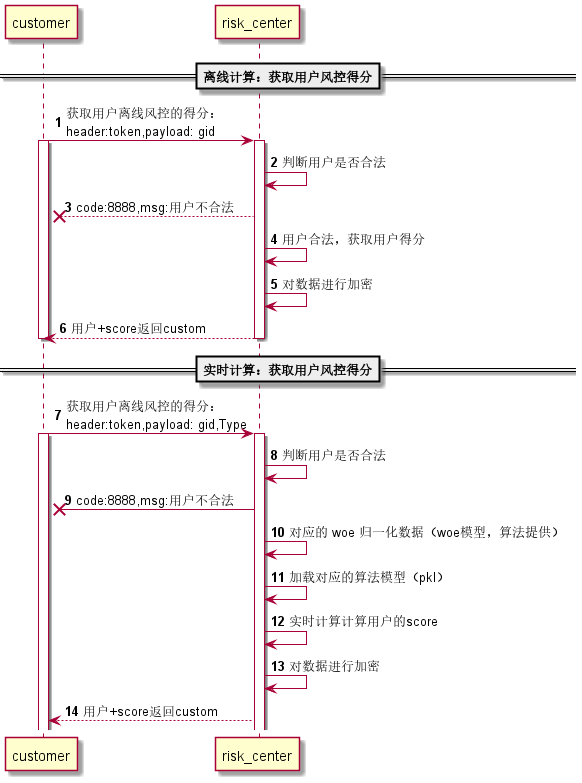 customer
risk_center
离线计算：获取用户风控得分
1 获取用户离线风控的得分：
header:token,payload: gid
2 判断用户是否合法
3 code:8888,msg:用户不合法
4 用户合法，获取用户得分
5 对数据进行加密
6 用户+score返回custom
实时计算：获取用户风控得分
7 获取用户离线风控的得分：
header:token,payload: gid,Type
8 判断用户是否合法
9 code:8888,msg:用户不合法
10 对应的 woe 归一化数据（woe模型，算法提供）
11 加载对应的算法模型（pkl）
12 实时计算计算用户的score
13 对数据进行加密
14 用户+score返回custom
customer
risk_center